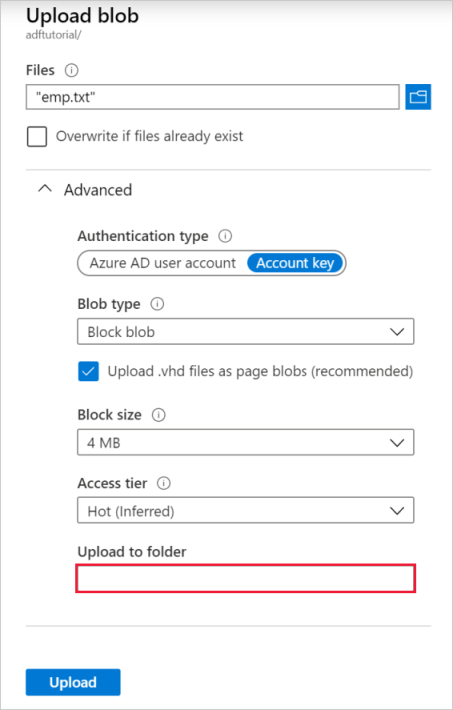 Upload blob
adftutorial/
Files
"emp.txt"
Overwrite if files already exist
Advanced
Authentication type
Azure AD user account Account key
Blob type
Block blob
Upload .vhd files as page blobs (recommended)
Block size
4 MB
Access tier
Hot (Inferred)
Upload to folder
Upload